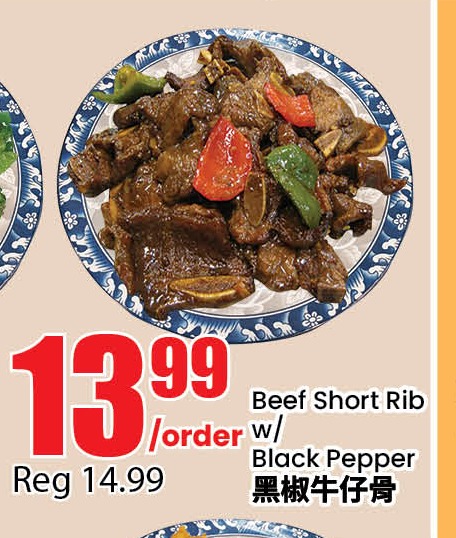 13.99
/order
Reg 14.99
Beef Short Rib
w/
Black Pepper
黑椒牛仔骨